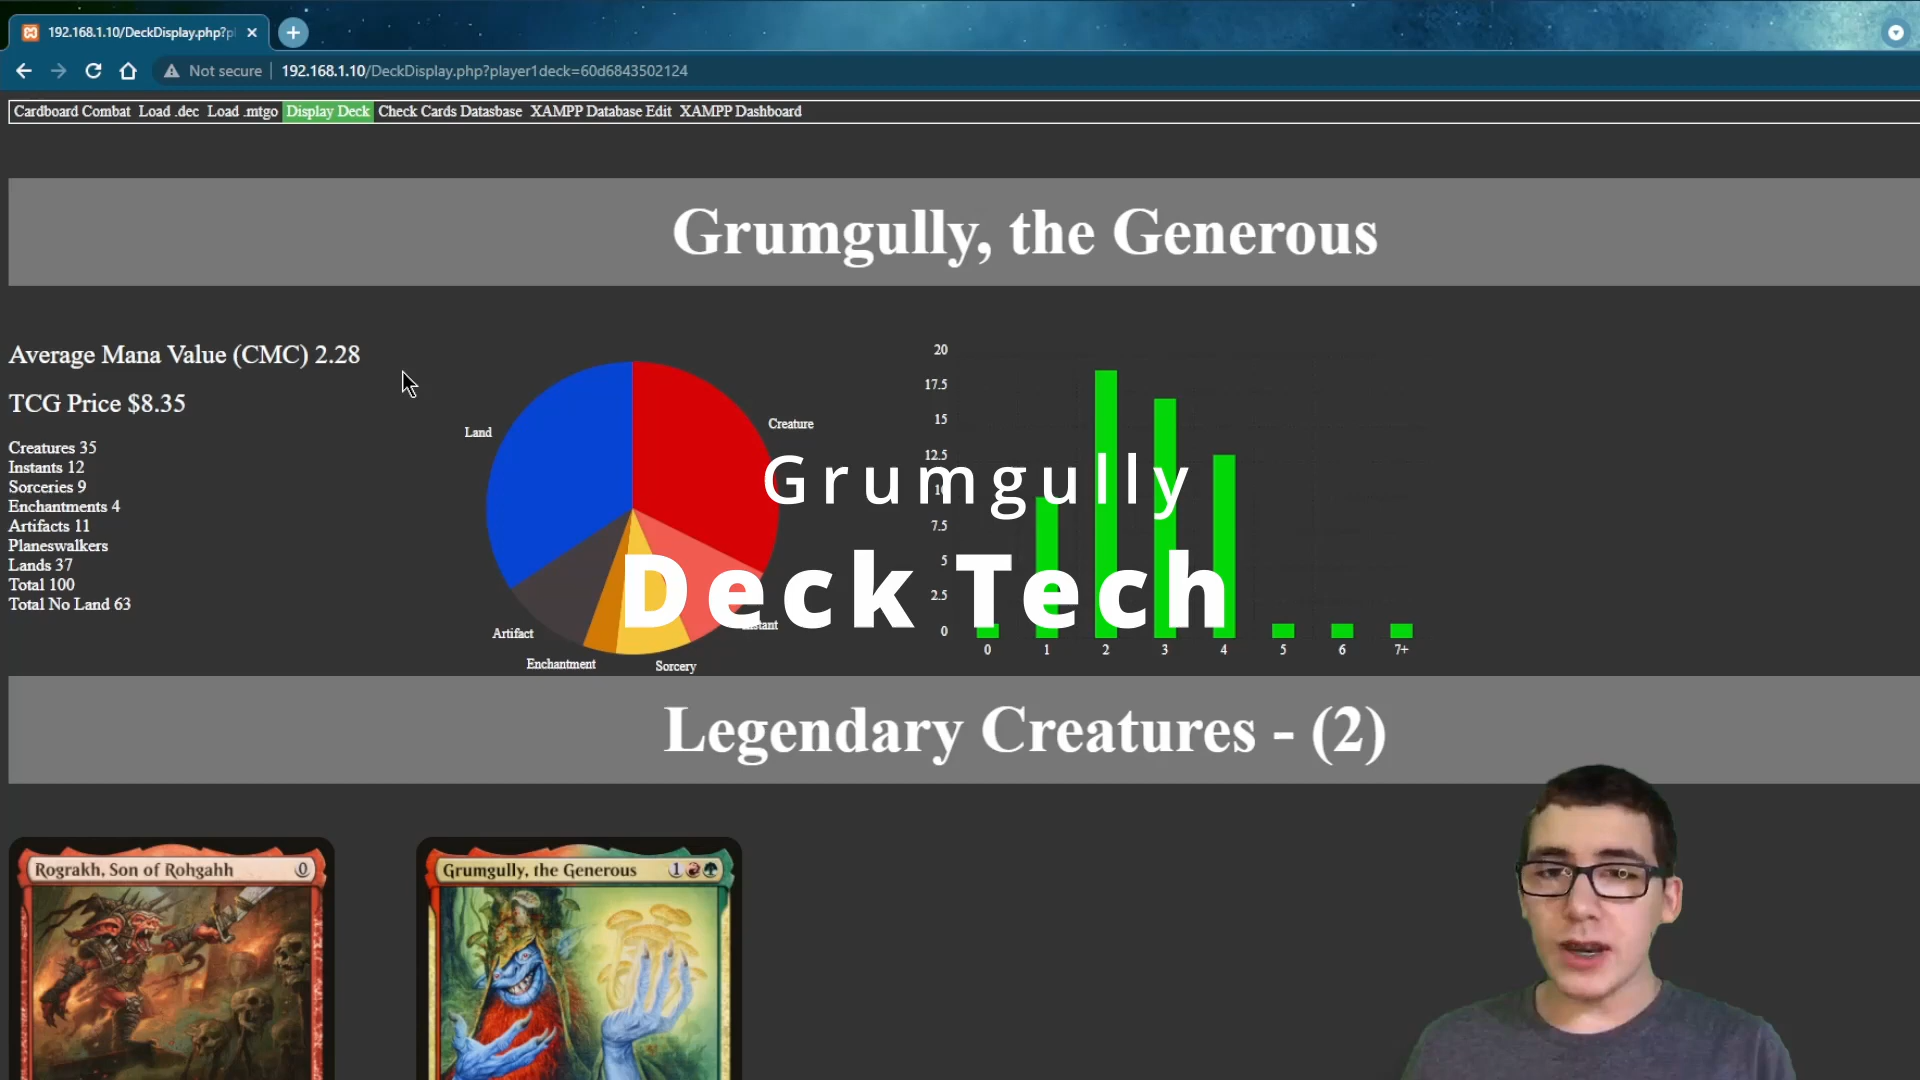 192.168.1.10/DeckDisplay.php?pl
Not secure
192.168.1.10/DeckDisplay.php?player1deck=60d6843502124
Cardboard Combat Load .dec Load .mtgo Display Deck Check Cards Datasbase XAMPP Database Edit XAMPP Dashboard
Grumgully, the Generous
Average Mana Value (CMC) 2.28
TCG Price $8.35
Creatures 35
Instants 12
Sorceries 9
Enchantments 4
Artifacts 11
Planeswalkers
Lands 37
Total 100
Total No Land 63
Land
Creature
Artifact
Enchantment
Sorcery
20
17.5
15
12.5
7.5
5
2.5
0
0 1 2 3 4 5 6 7+
Grumgully
Deck Tech
Legendary Creatures - (2)
Rograkh, Son of Rohgahh 0
Grumgully, the Generous 1